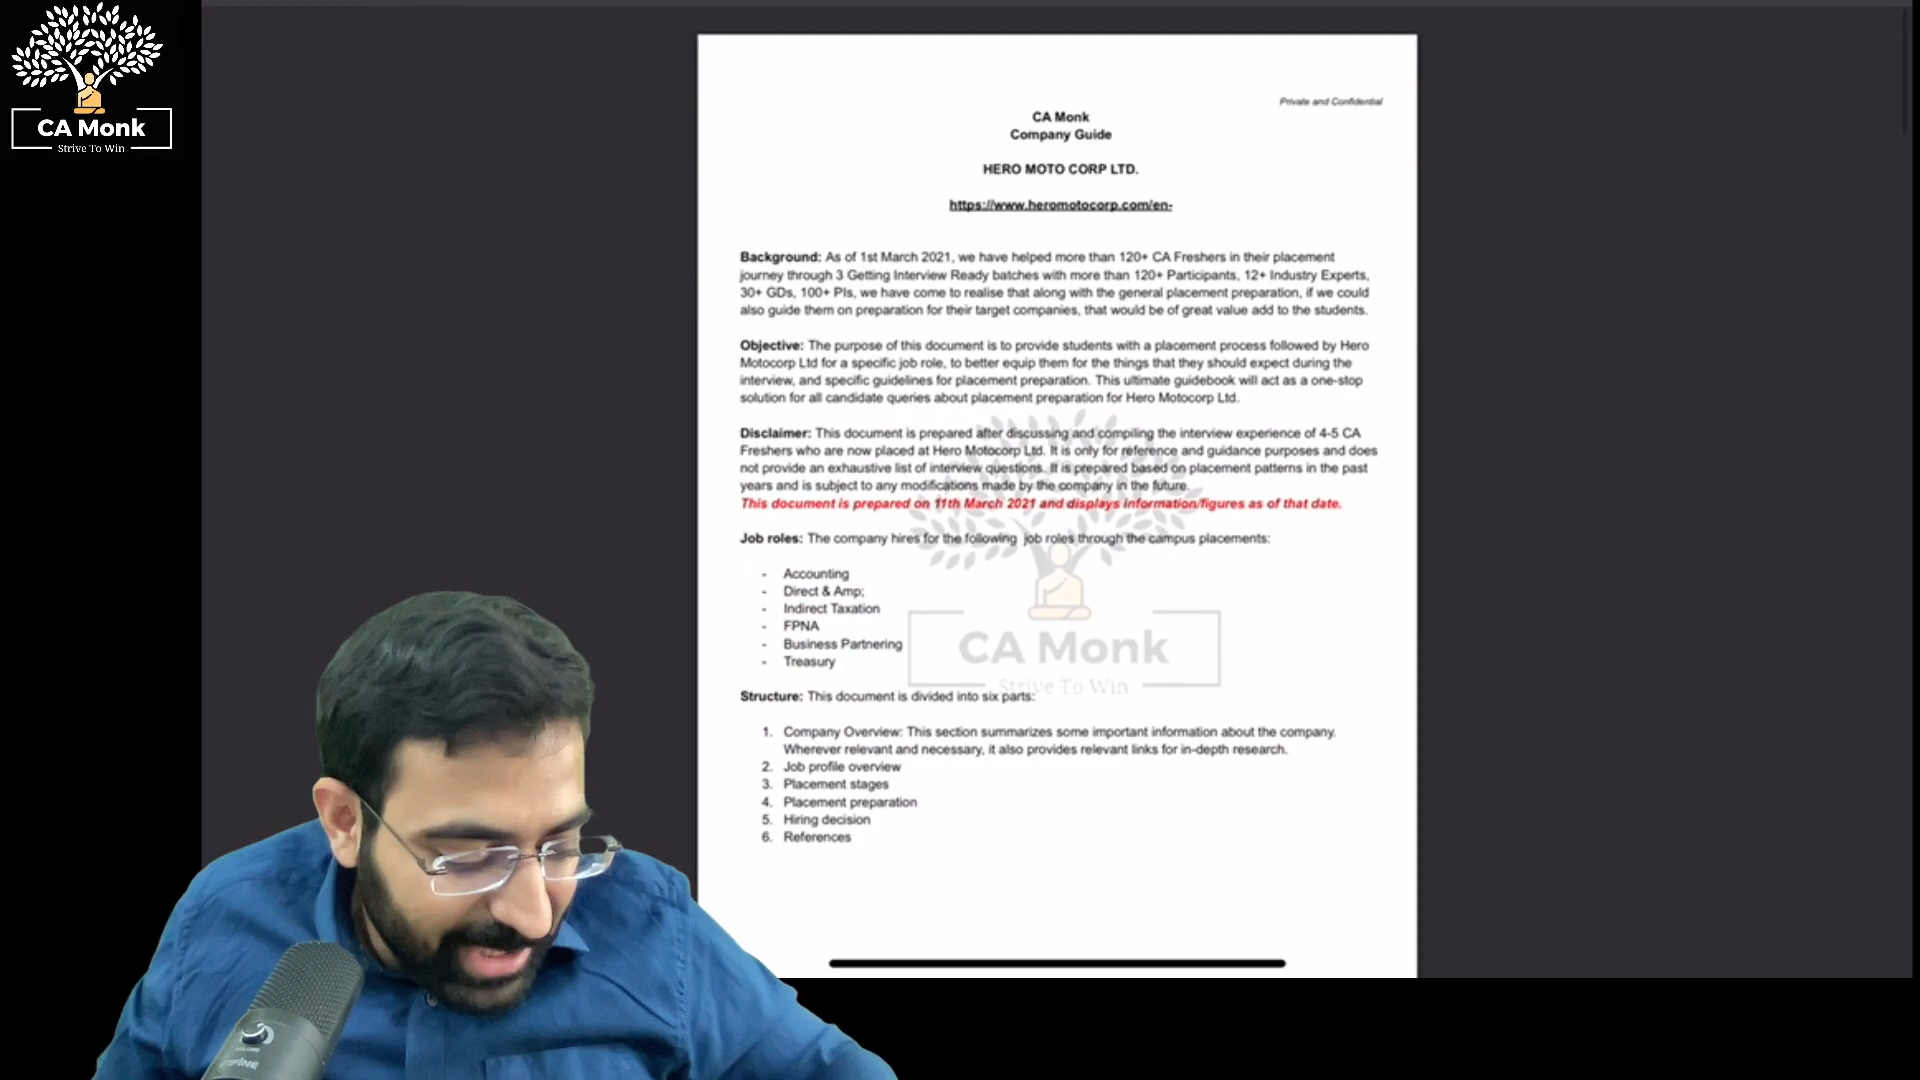 CA Monk
Strive To Win
Private and Confidential
CA Monk
Company Guide
HERO MOTO CORP LTD.
https://www.heromotocorp.com/en-
Background: As of 1st March 2021, we have helped more than 120+ CA Freshers in their placement
journey through 3 Getting Interview Ready batches with more than 120+ Participants, 12+ Industry Experts,
30+ GDs, 100+ PIs, we have come to realise that along with the general placement preparation, if we could
also guide them on preparation for their target companies, that would be of great value add to the students.
Objective: The purpose of this document is to provide students with a placement process followed by Hero
Motocorp Ltd for a specific job role, to better equip them for the things that they should expect during the
interview, and specific guidelines for placement preparation. This ultimate guidebook will act as a one-stop
solution for all candidate queries about placement preparation for Hero Motocorp Ltd.
Disclaimer: This document is prepared after discussing and compiling the interview experience of 4-5 CA
Freshers who are now placed at Hero Motocorp Ltd. It is only for reference and guidance purposes and does
not provide an exhaustive list of interview questions. It is prepared based on placement patterns in the past
years and is subject to any modifications made by the company in the future.
This document is prepared on 11th March 2021 and displays information/figures as of that date.
Job roles: The company hires for the following job roles through the campus placements:
- Accounting
- Direct & Amp;
- Indirect Taxation
- FPNA
- Business Partnering
- Treasury
CA Monk
Strive To Win
Structure: This document is divided into six parts:
1. Company Overview: This section summarizes some important information about the company.
Wherever relevant and necessary, it also provides relevant links for in-depth research.
2. Job profile overview
3. Placement stages
4. Placement preparation
5. Hiring decision
6. References